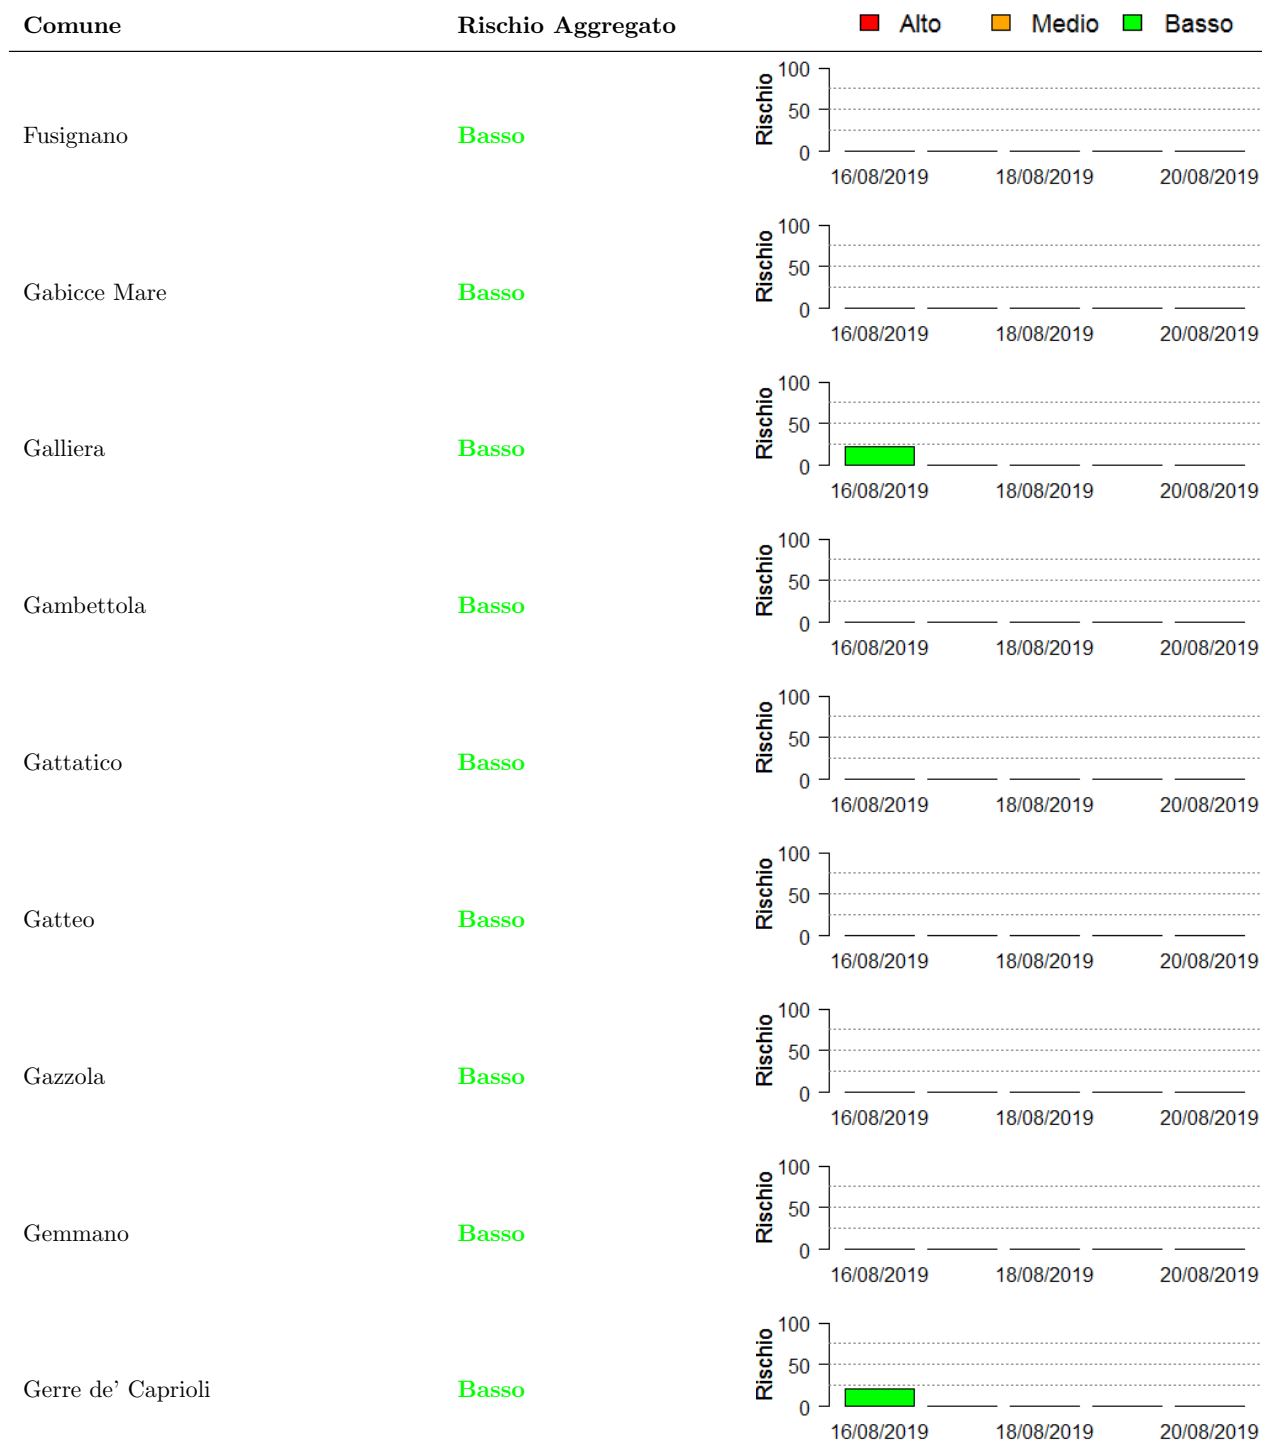 Comune Rischio Aggregato Alto Medio Basso
100
50
0
Rischio
Fusignano Basso
16/08/2019 18/08/2019 20/08/2019
100
50
0
Rischio
Gabicce Mare Basso
16/08/2019 18/08/2019 20/08/2019
100
50
0
Rischio
Galliera Basso
16/08/2019 18/08/2019 20/08/2019
100
50
0
Rischio
Gambettola Basso
16/08/2019 18/08/2019 20/08/2019
100
50
0
Rischio
Gattatico Basso
16/08/2019 18/08/2019 20/08/2019
100
50
0
Rischio
Gatteo Basso
16/08/2019 18/08/2019 20/08/2019
100
50
0
Rischio
Gazzola Basso
16/08/2019 18/08/2019 20/08/2019
100
50
0
Rischio
Gemmano Basso
16/08/2019 18/08/2019 20/08/2019
100
50
0
Rischio
Gerre de' Caprioli Basso
16/08/2019 18/08/2019 20/08/2019